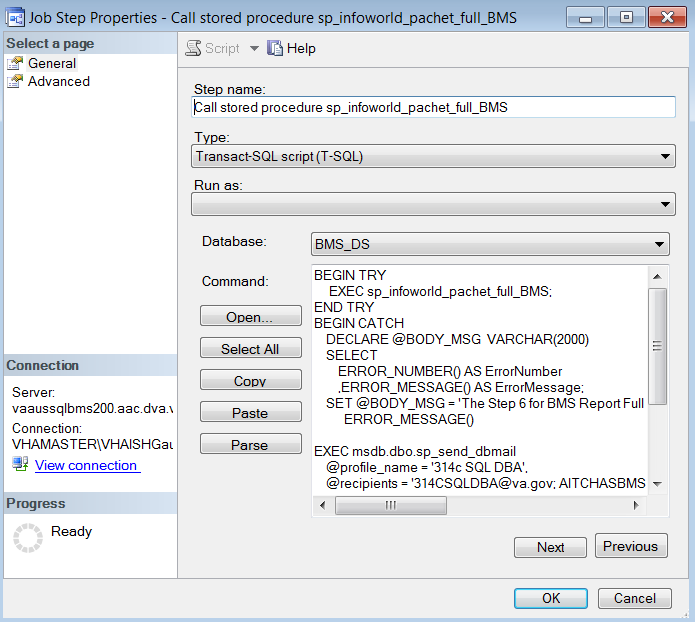 Job Step Properties - Call stored procedure sp_infoworld_pachet_full_BMS
Select a page
General
Advanced
Script
Help
Step name:
Call stored procedure sp_infoworld_pachet_full_BMS
Type:
Transact-SQL script (T-SQL)
Run as:
Database:
BMS_DS
Command:
Open...
Select All
Copy
Paste
Parse
BEGIN TRY
EXEC sp_infoworld_pachet_full_BMS;
END TRY
BEGIN CATCH
DECLARE @BODY_MSG VARCHAR(2000)
SELECT
ERROR_NUMBER() AS ErrorNumber
,ERROR_MESSAGE() AS ErrorMessage;
SET @BODY_MSG = 'The Step 6 for BMS Report Full
ERROR_MESSAGE()
EXEC msdb.dbo.sp_send_dbmail
@profile_name = '314c SQL DBA',
@recipients = '314CSQLDBA@va.gov; AITCHASBMS
Connection
Server:
vaaussqlbms200.aac.dva.v
Connection:
VHAMASTER\VHAISHGau
View connection
Progress
Ready
Next
Previous
OK
Cancel